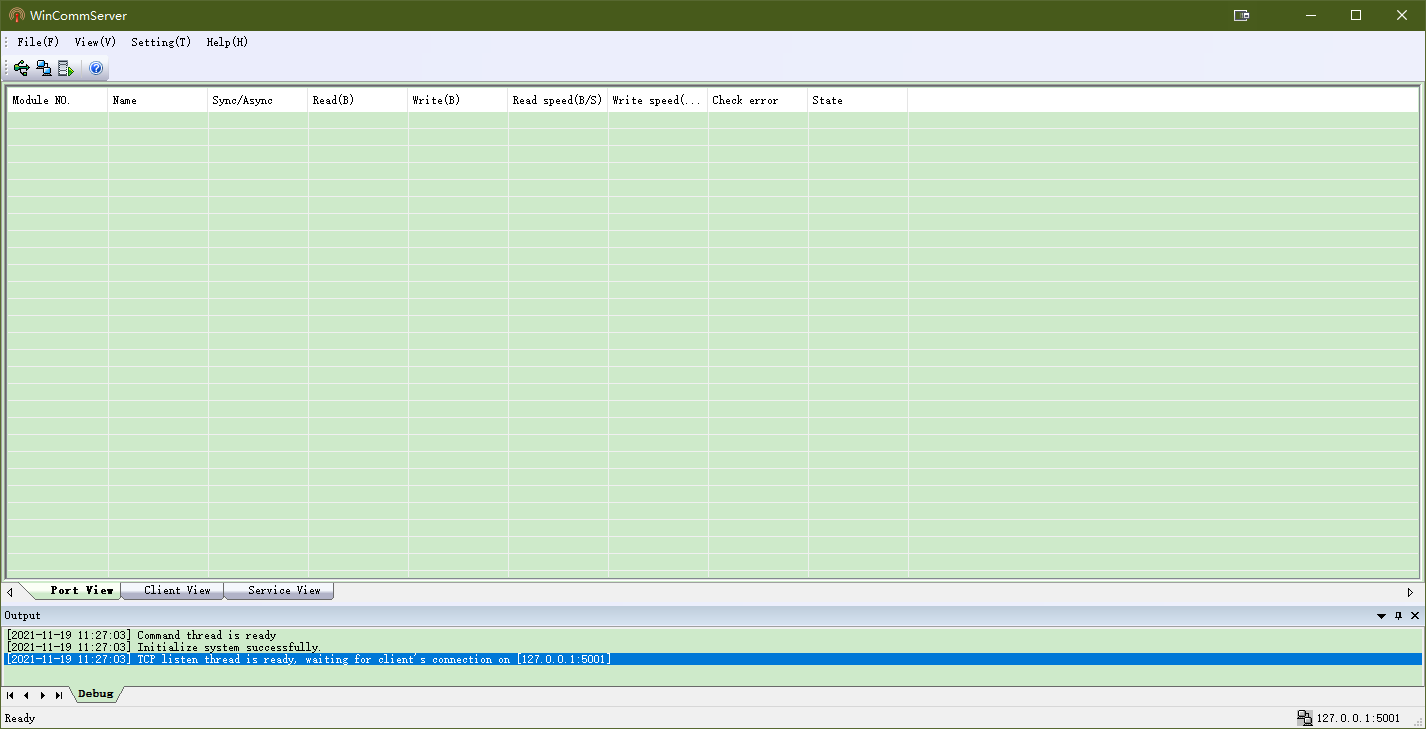 WinCommServer
File(F) View(V) Setting(T) Help(H)
Module NO. Name Sync/Async Read(B) Write(B) Read speed(B/S) Write speed(... Check error State
Port View Client View Service View
Output
[2021-11-19 11:27:03] Command thread is ready
[2021-11-19 11:27:03] Initialize system successfully.
[2021-11-19 11:27:03] TCP listen thread is ready, waiting for client's connection on [127.0.0.1:5001]
Debug
Ready 127.0.0.1:5001